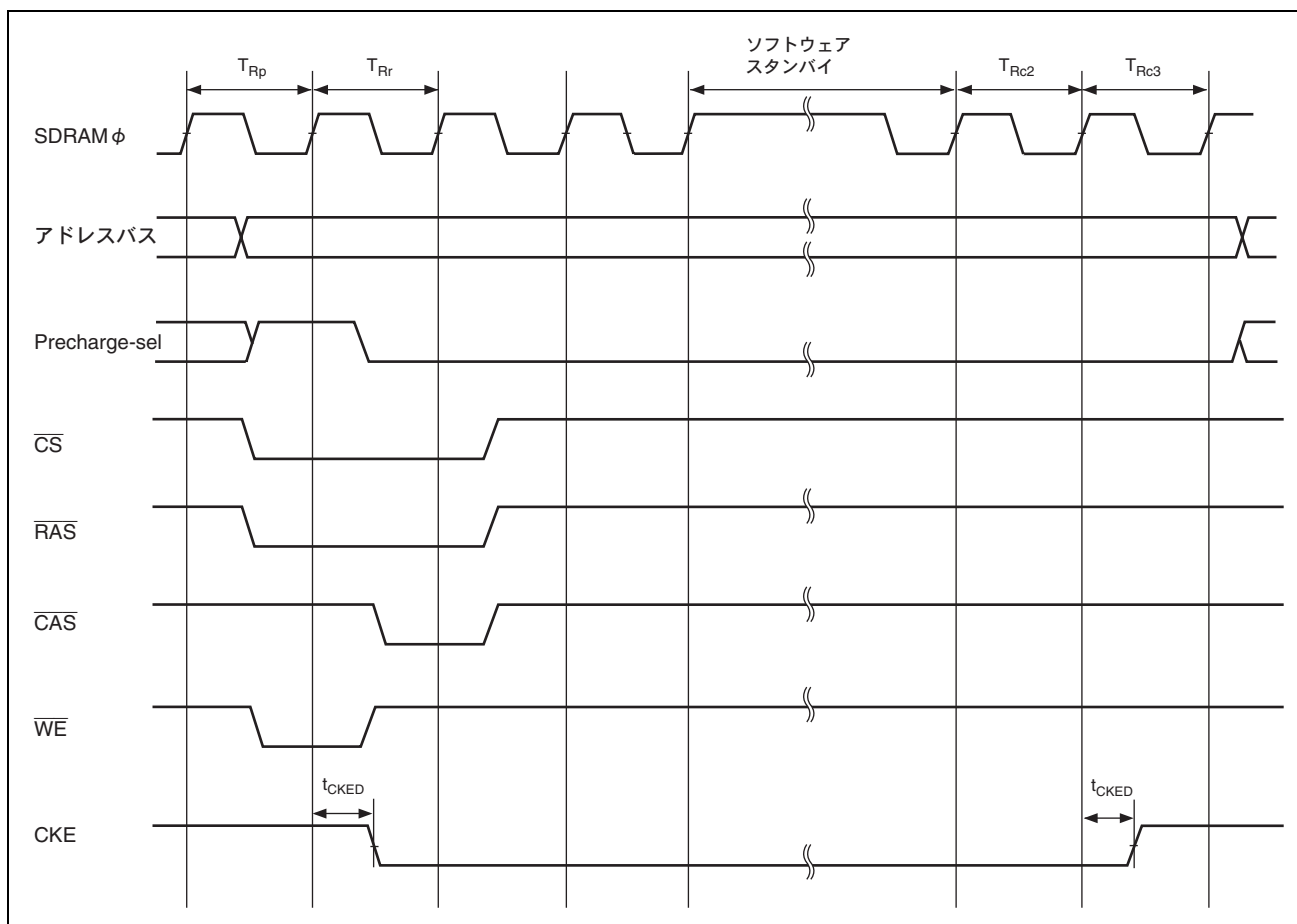 ソフトウェア
スタンバイ
TRp
TRr
TRc2
TRc3
SDRAMφ
アドレスバス
Precharge-sel
CS
RAS
CAS
WE
tCKED
tCKED
CKE